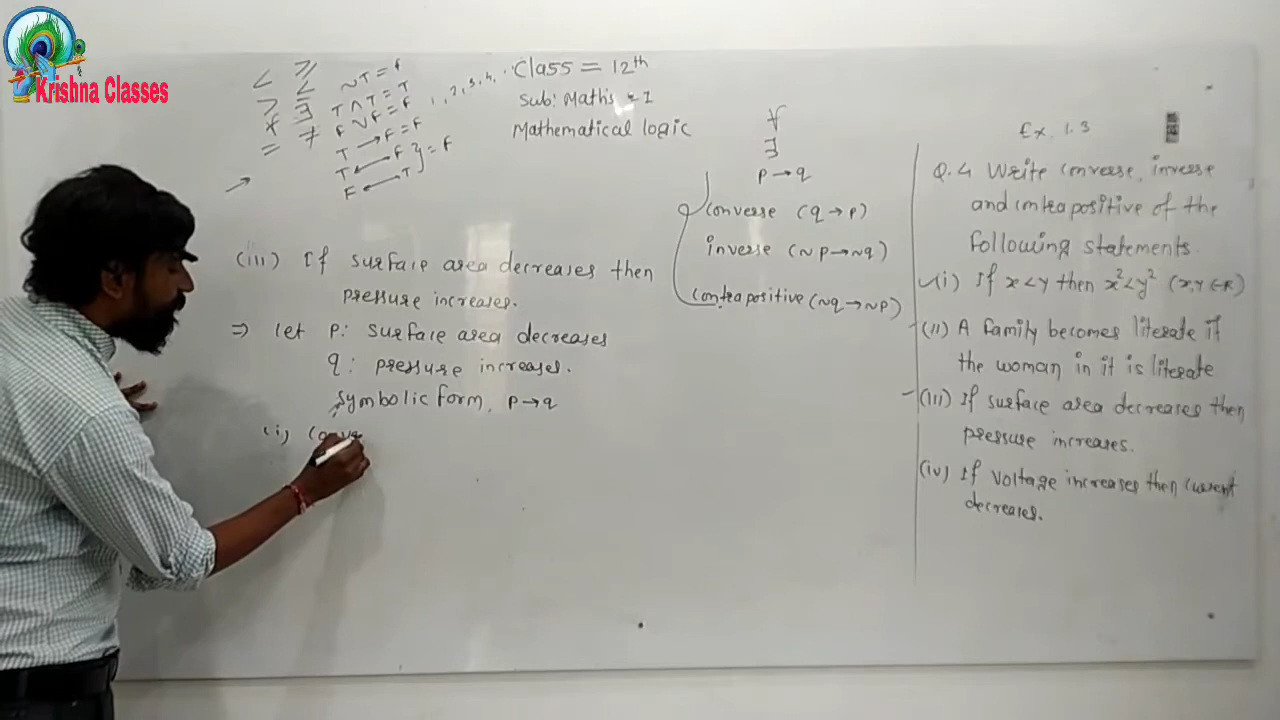 Krishna Classes
< ≥
> ≤
≮ ∃
= ≠
~T = F
T ∧ T = T
F ∨ F = F
T → F = F
T ↔ F } = F
F ↔ T
1, 2, 3, 4, ..
Class = 12th
Sub: Maths - I
Mathematical logic
∀
∃
p → q
converse (q → p)
inverse (~p → ~q)
contrapositive (~q → ~p)
(iii) If surface area decreases then
pressure increases.
⇒ Let p: surface area decreases
q: pressure increases.
symbolic form, p → q
(i) Conve
Ex. 1.3
Q.4 Write converse, inverse
and contrapositive of the
following statements.
(i) If x < y then x² < y² (x, y ∈ R)
(ii) A family becomes literate if
the woman in it is literate
(iii) If surface area decreases then
pressure increases.
(iv) If voltage increases then current
decreases.